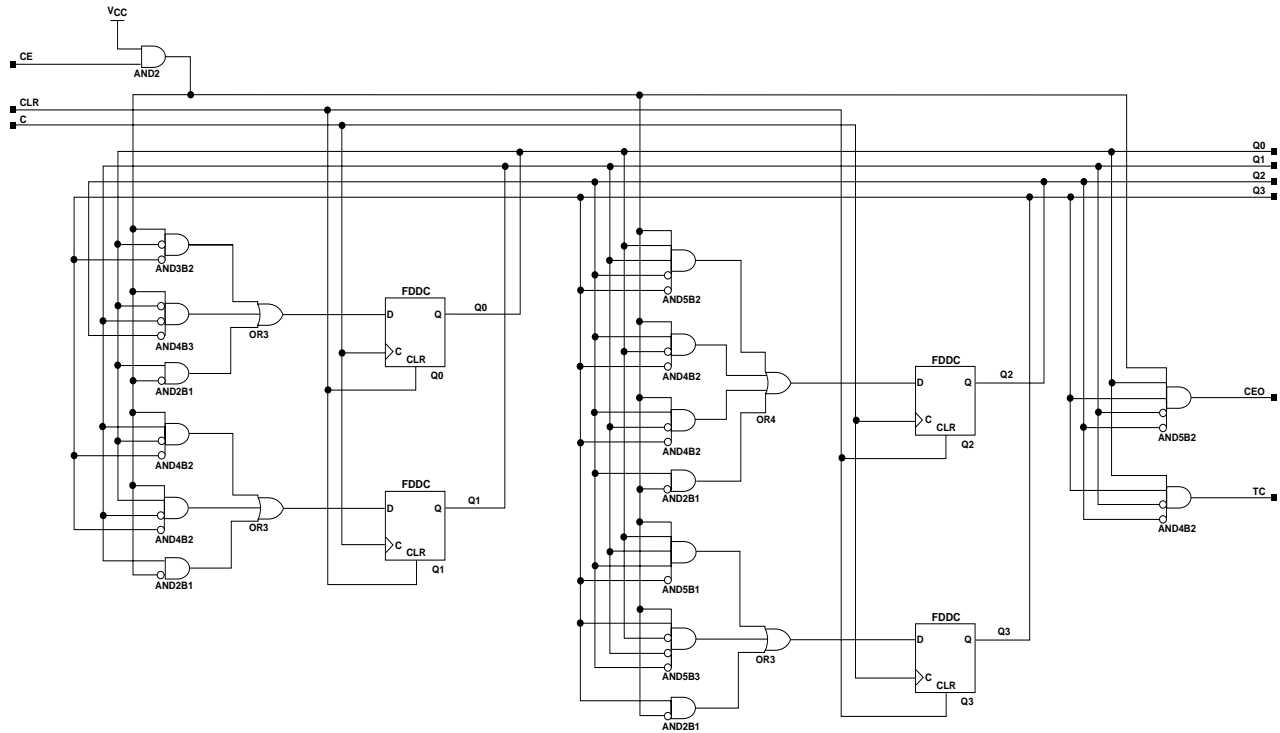 VCC
CE
AND2
CLR
C
Q0
Q1
Q2
Q3
AND3B2
AND4B3
OR3
AND2B1
FDDC
D
Q
C
CLR
Q0
Q0
AND4B2
AND4B2
OR3
AND2B1
FDDC
D
Q
C
CLR
Q1
Q1
AND5B2
AND4B2
AND4B2
OR4
AND2B1
FDDC
D
Q
C
CLR
Q2
Q2
AND5B1
AND5B3
OR3
AND2B1
FDDC
D
Q
C
CLR
Q3
Q3
CEO
AND5B2
TC
AND4B2